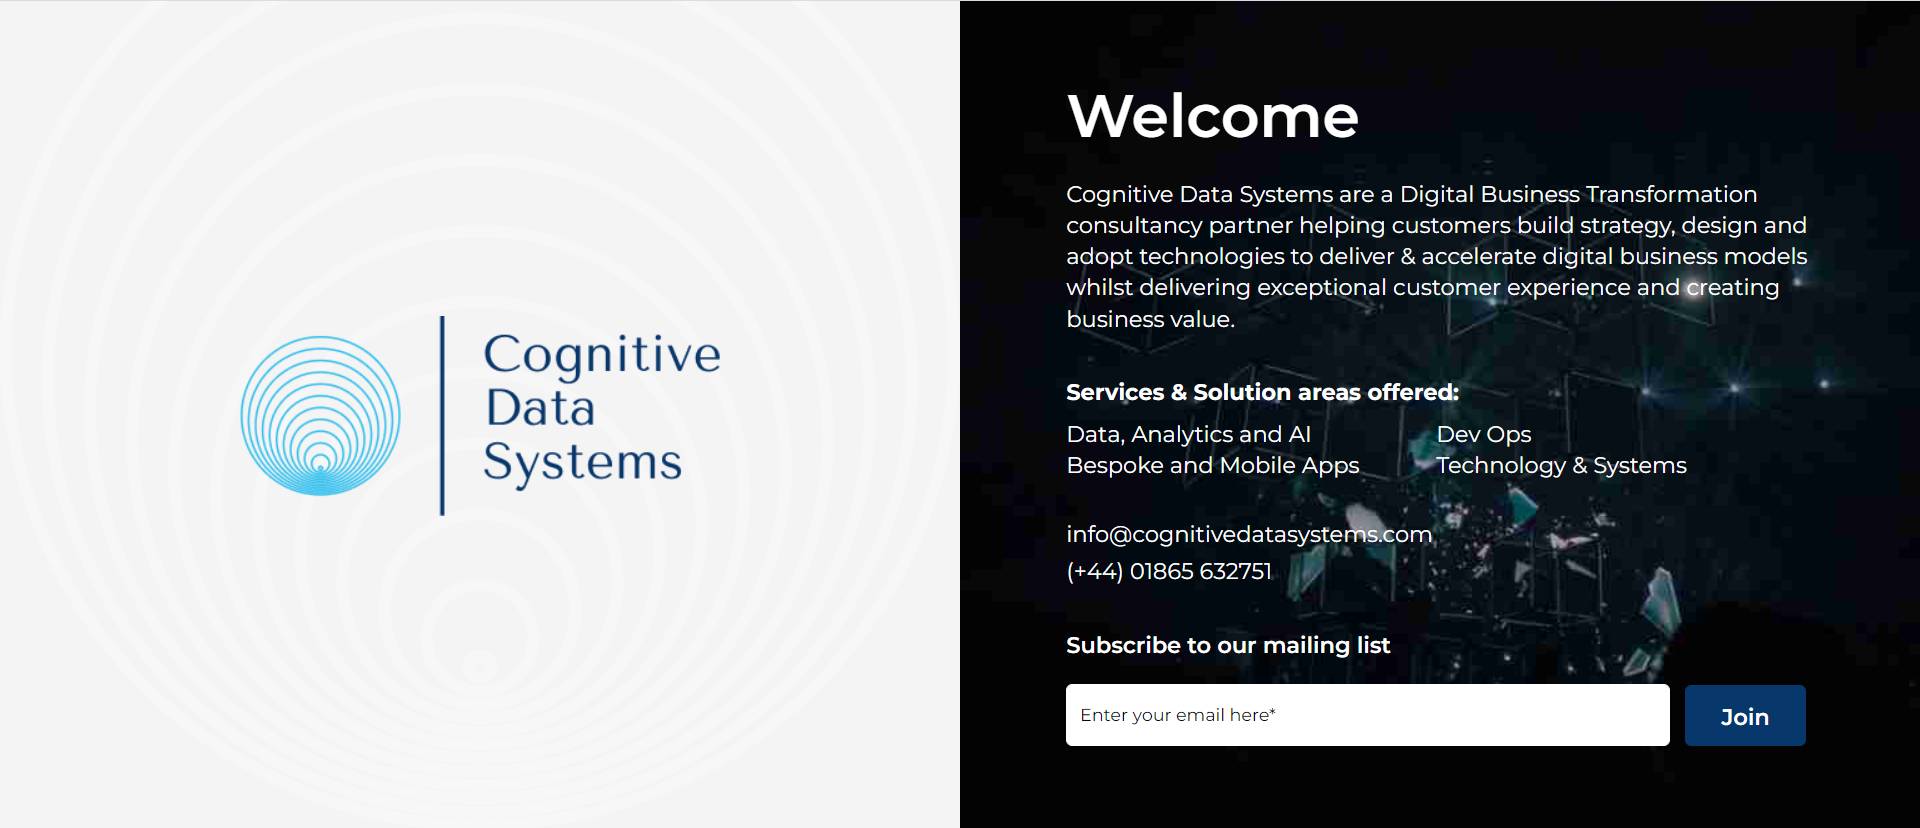 Cognitive
Data
Systems
Welcome
Cognitive Data Systems are a Digital Business Transformation
consultancy partner helping customers build strategy, design and
adopt technologies to deliver & accelerate digital business models
whilst delivering exceptional customer experience and creating
business value.
Services & Solution areas offered:
Data, Analytics and AI
Bespoke and Mobile Apps
Dev Ops
Technology & Systems
info@cognitivedatasystems.com
(+44) 01865 632751
Subscribe to our mailing list
Enter your email here*
Join